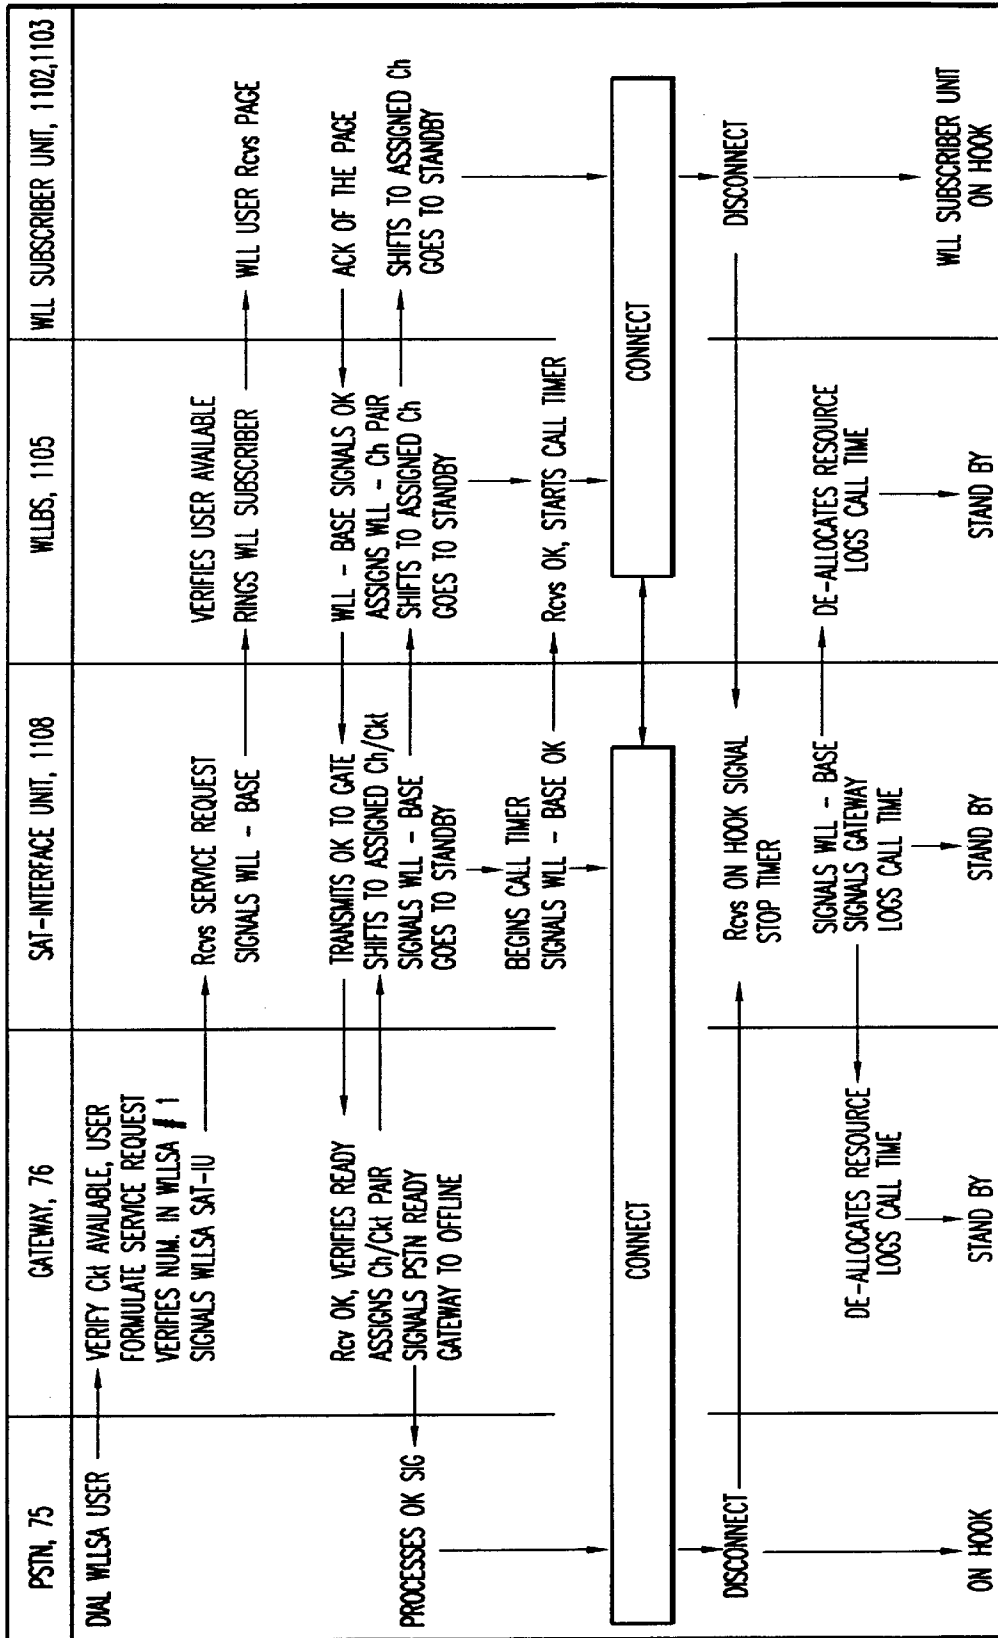 PSTN, 75
GATEWAY, 76
SAT-INTERFACE UNIT, 1108
WLLBS, 1105
WLL SUBSCRIBER UNIT, 1102,1103
DIAL WLLSA USER
VERIFY Ckt AVAILABLE, USER
FORMULATE SERVICE REQUEST
VERIFIES NUM. IN WLLSA # 1
SIGNALS WLLSA SAT-IU
Rcvs SERVICE REQUEST
SIGNALS WLL - BASE
VERIFIES USER AVAILABLE
RINGS WLL SUBSCRIBER
WLL USER Rcvs PAGE
ACK OF THE PAGE
WLL - BASE SIGNALS OK
ASSIGNS WLL - Ch PAIR
SHIFTS TO ASSIGNED Ch
GOES TO STANDBY
SHIFTS TO ASSIGNED Ch
GOES TO STANDBY
TRANSMITS OK TO GATE
SHIFTS TO ASSIGNED Ch/Ckt
SIGNALS WLL - BASE
GOES TO STANDBY
Rcv OK, VERIFIES READY
ASSIGNS Ch/Ckt PAIR
SIGNALS PSTN READY
GATEWAY TO OFFLINE
PROCESSES OK SIG
BEGINS CALL TIMER
SIGNALS WLL - BASE OK
Rcvs OK, STARTS CALL TIMER
CONNECT
CONNECT
DISCONNECT
Rcvs ON HOOK SIGNAL
STOP TIMER
DISCONNECT
SIGNALS WLL - BASE
SIGNALS GATEWAY
LOGS CALL TIME
DE-ALLOCATES RESOURCE
LOGS CALL TIME
DE-ALLOCATES RESOURCE
LOGS CALL TIME
ON HOOK
STAND BY
STAND BY
STAND BY
WLL SUBSCRIBER UNIT
ON HOOK